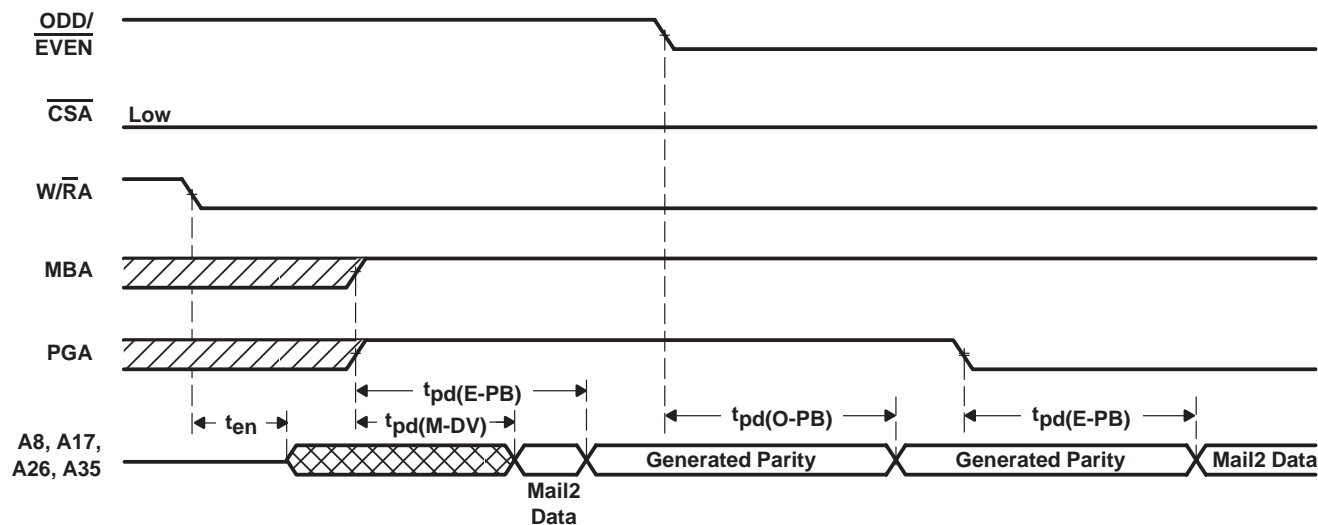 ODD/
EVEN
CSA
Low
W/RA
MBA
PGA
tpd(E-PB)
ten
tpd(M-DV)
tpd(O-PB)
tpd(E-PB)
A8, A17,
A26, A35
Generated Parity
Generated Parity
Mail2 Data
Mail2
Data